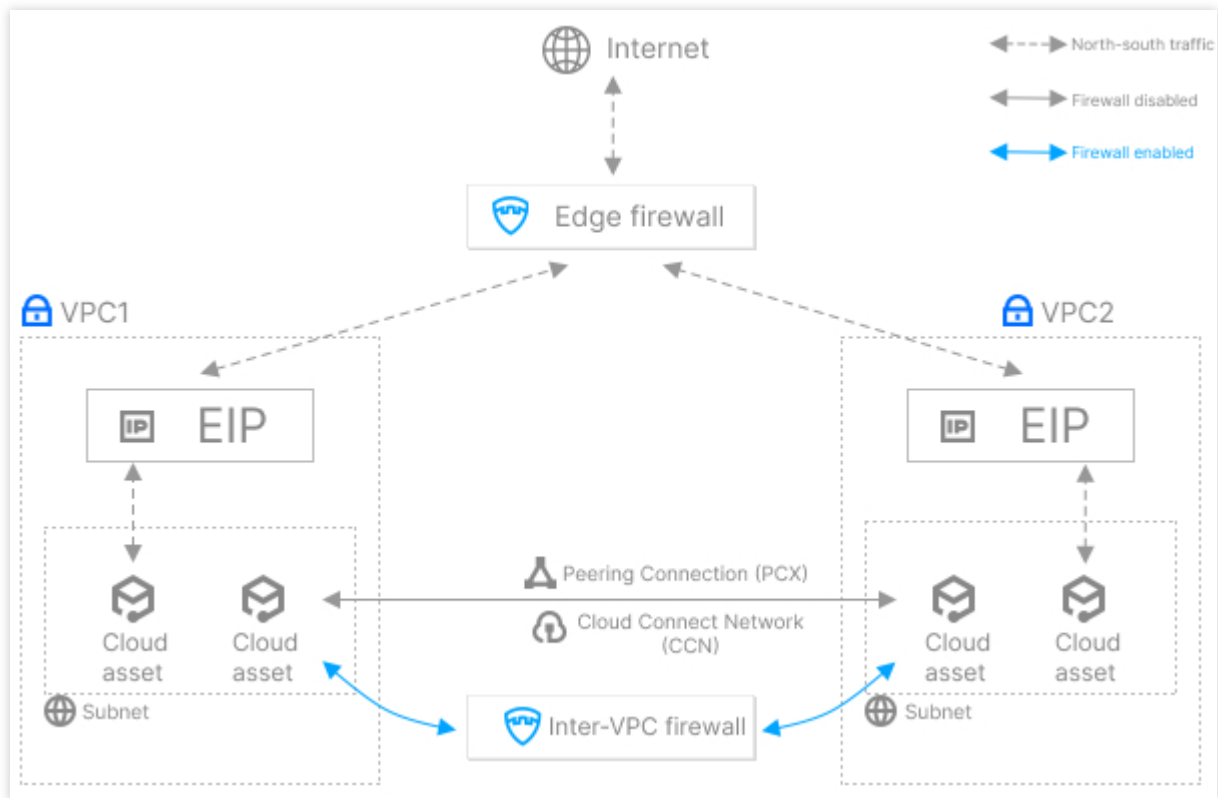 Internet
North-south traffic
Firewall disabled
Firewall enabled
Edge firewall
VPC1
VPC2
IP EIP
IP EIP
Peering Connection (PCX)
Cloud Connect Network
(CCN)
Cloud
asset
Cloud
asset
Cloud
asset
Cloud
asset
Subnet
Inter-VPC firewall
Subnet